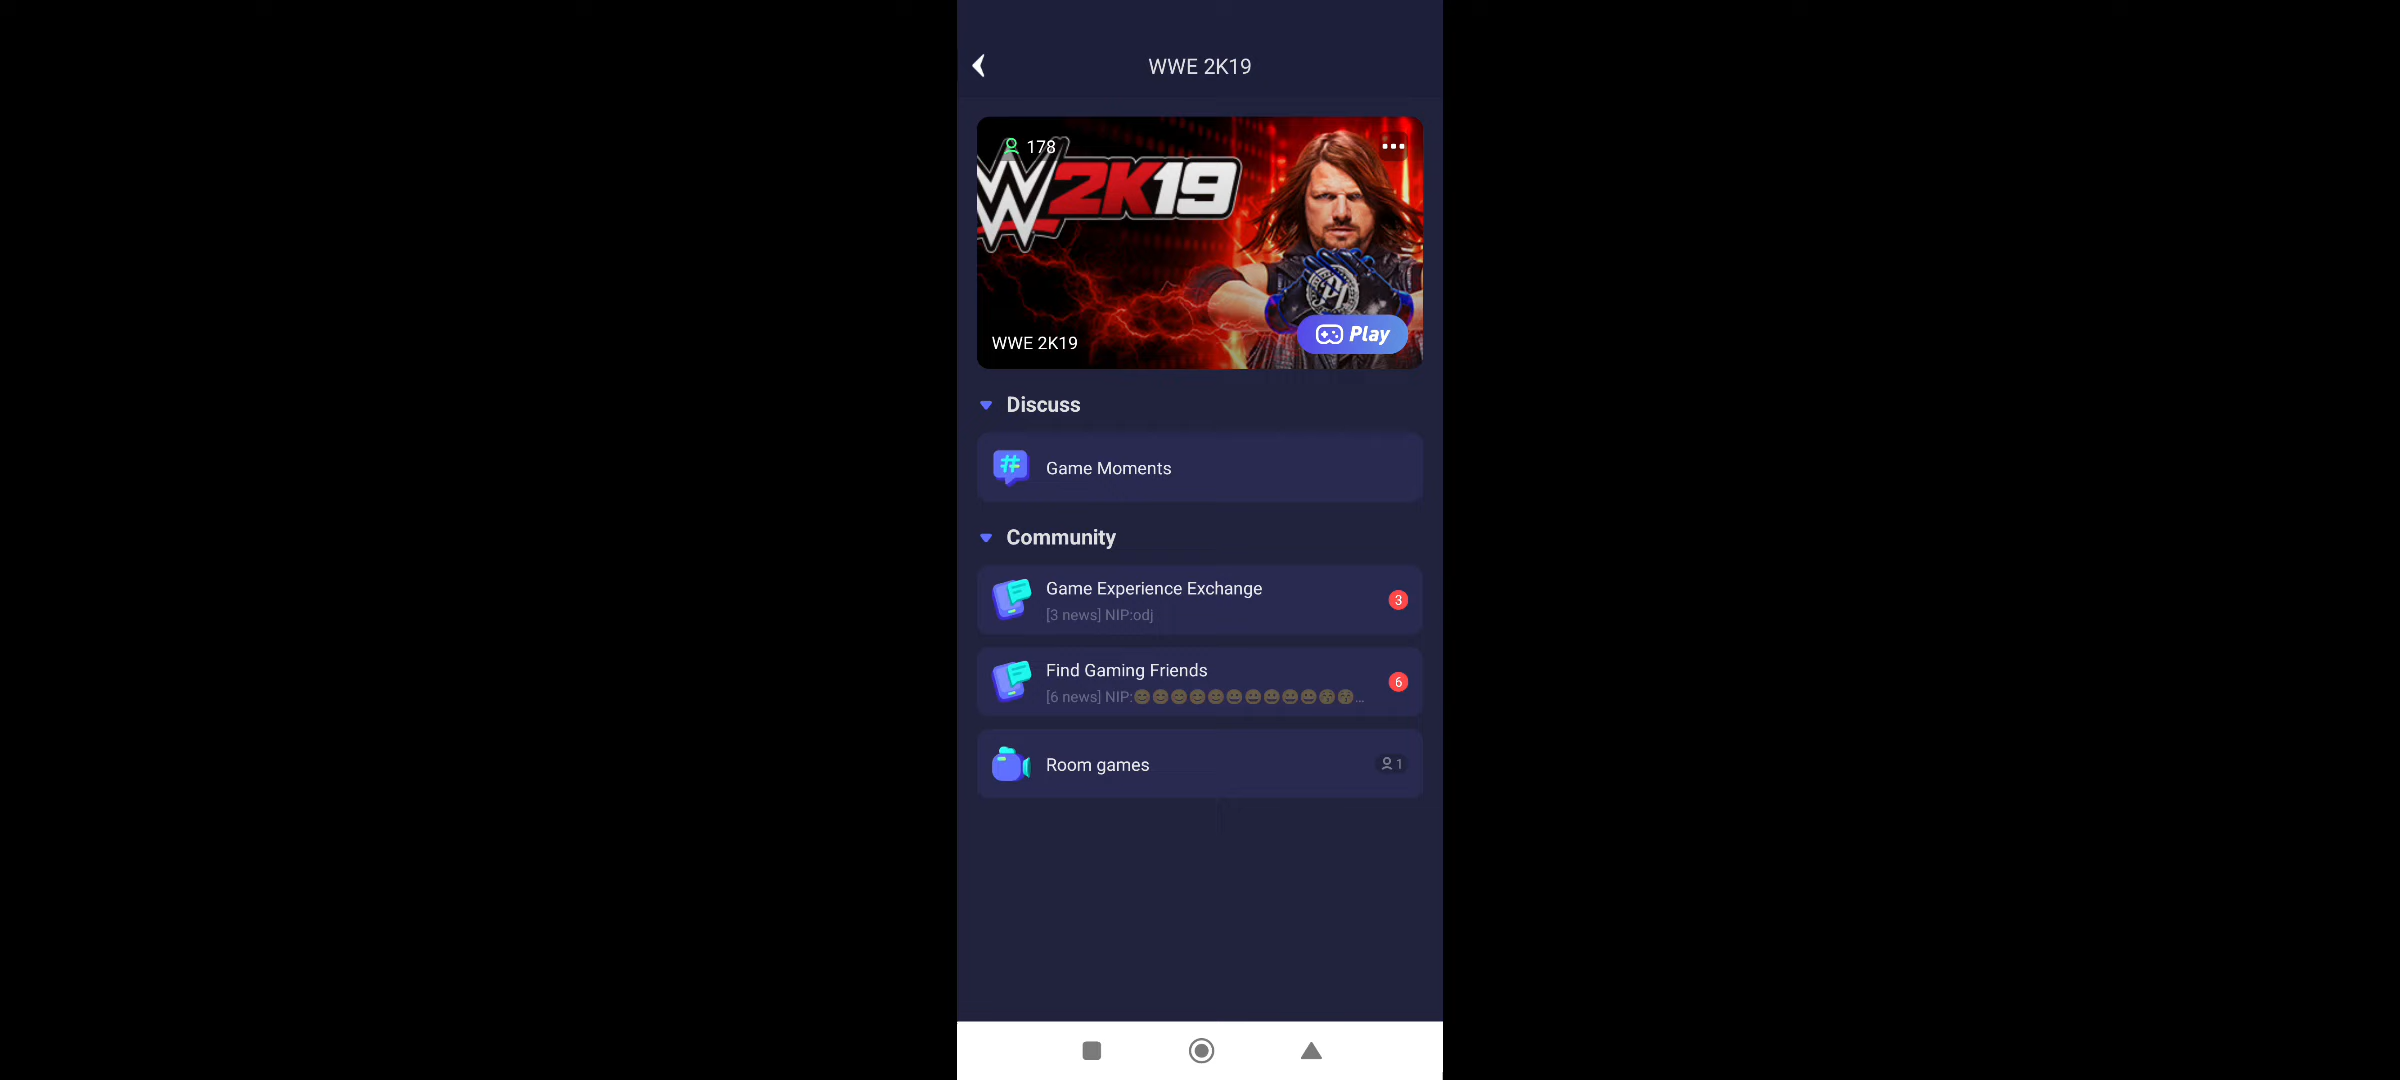 WWE 2K19
178
W2K19
WWE 2K19
Play
Discuss
Game Moments
Community
Game Experience Exchange
[3 news] NIP:odj
3
Find Gaming Friends
[6 news] NIP:😊😊😊😊😊😀😀😀😀😀😚😚...
6
Room games
1